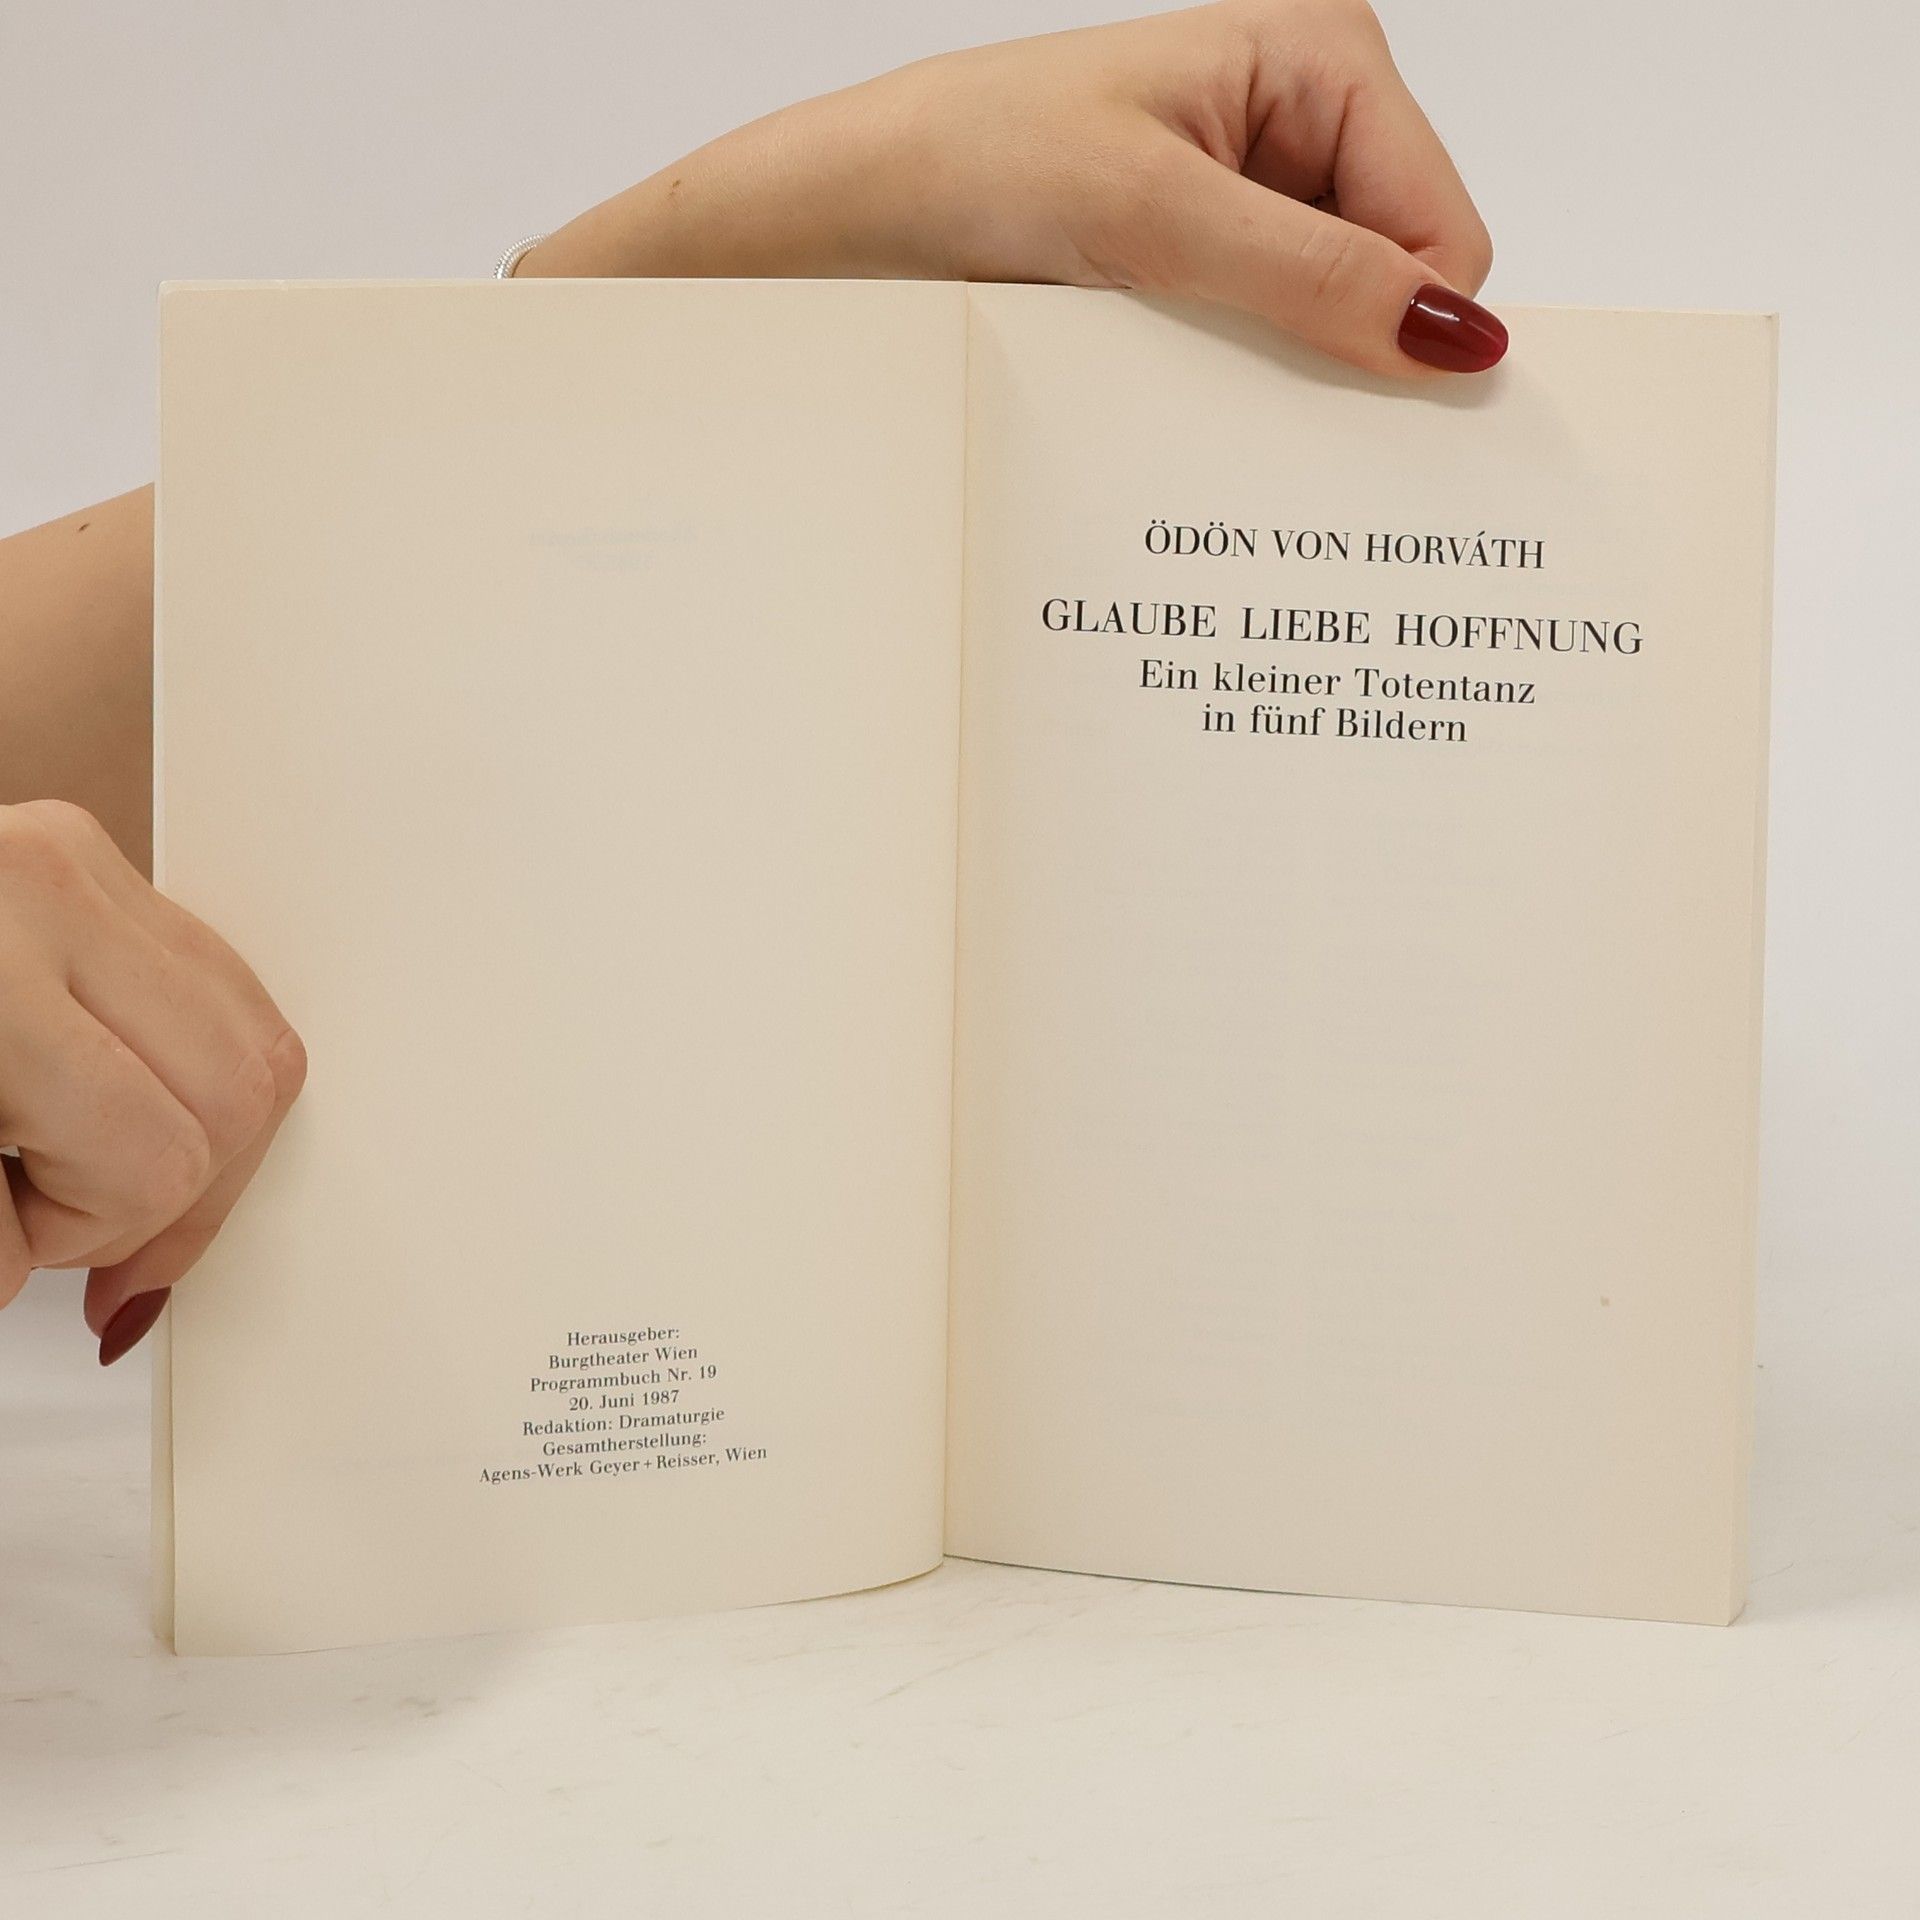 Herausgeber:
Burgtheater Wien
Programmbuch Nr. 19
20. Juni 1987
Redaktion: Dramaturgie
Gesamtherstellung:
Agens-Werk Geyer + Reisser, Wien
ÖDÖN VON HORVÁTH
GLAUBE LIEBE HOFFNUNG
Ein kleiner Totentanz
in fünf Bildern